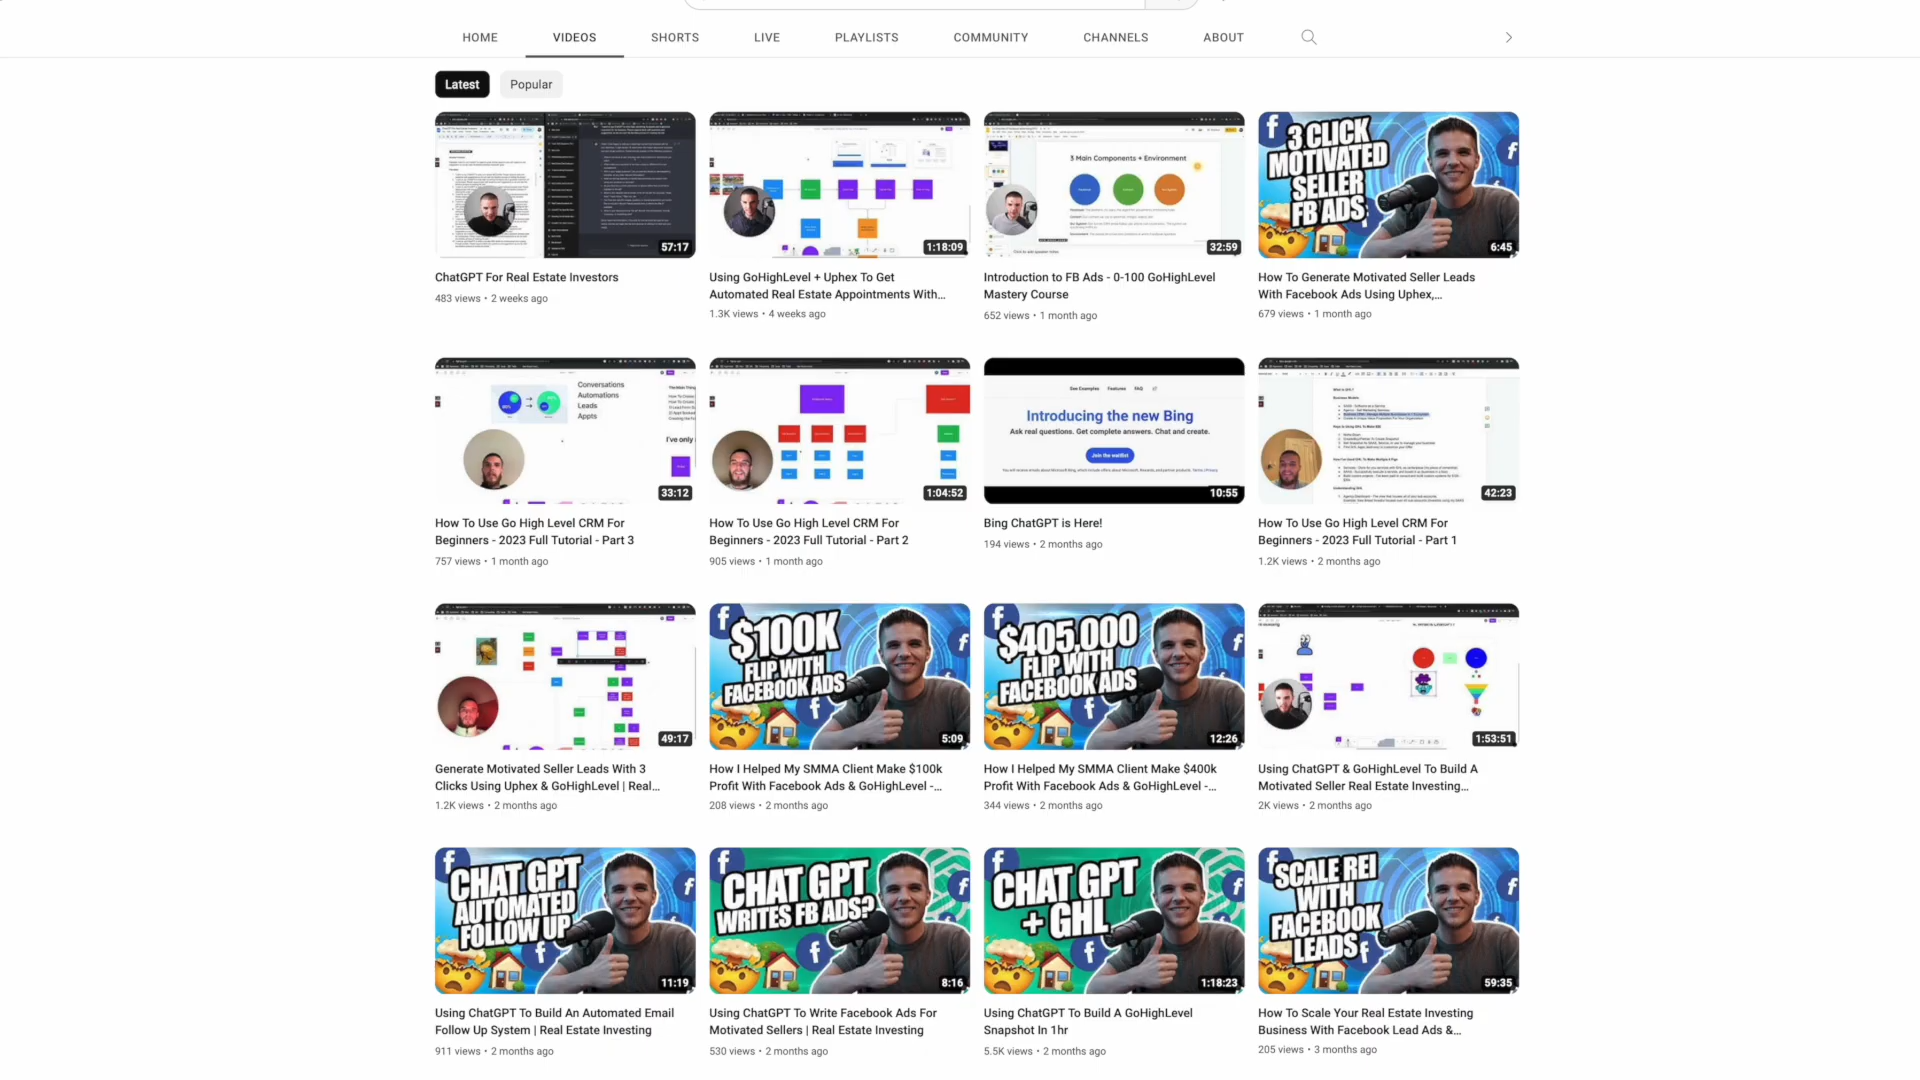 HOME VIDEOS SHORTS LIVE PLAYLISTS COMMUNITY CHANNELS ABOUT
Latest Popular
57:17
1:18:09
3 Main Components + Environment
32:59
3 CLICK
MOTIVATED
SELLER
FB ADS
6:45
ChatGPT For Real Estate Investors
483 views • 2 weeks ago
Using GoHighLevel + Uphex To Get
Automated Real Estate Appointments With...
1.3K views • 4 weeks ago
Introduction to FB Ads - 0-100 GoHighLevel
Mastery Course
652 views • 1 month ago
How To Generate Motivated Seller Leads
With Facebook Ads Using Uphex,...
679 views • 1 month ago
Conversations
Automations
Leads
Appts
I've only
33:12
1:04:52
See Examples Features FAQ
Introducing the new Bing
Ask real questions. Get complete answers. Chat and create.
Join the waitlist
10:55
42:23
How To Use Go High Level CRM For
Beginners - 2023 Full Tutorial - Part 3
757 views • 1 month ago
How To Use Go High Level CRM For
Beginners - 2023 Full Tutorial - Part 2
905 views • 1 month ago
Bing ChatGPT is Here!
194 views • 2 months ago
How To Use Go High Level CRM For
Beginners - 2023 Full Tutorial - Part 1
1.2K views • 2 months ago
49:17
$100K
FLIP WITH
FACEBOOK ADS
5:09
$405,000
FLIP WITH
FACEBOOK ADS
12:26
1:53:51
Generate Motivated Seller Leads With 3
Clicks Using Uphex & GoHighLevel | Real...
1.2K views • 2 months ago
How I Helped My SMMA Client Make $100k
Profit With Facebook Ads & GoHighLevel -...
208 views • 2 months ago
How I Helped My SMMA Client Make $400k
Profit With Facebook Ads & GoHighLevel -...
344 views • 2 months ago
Using ChatGPT & GoHighLevel To Build A
Motivated Seller Real Estate Investing...
2K views • 2 months ago
CHAT GPT
AUTOMATED
FOLLOW UP
11:19
CHAT GPT
WRITES FB ADS?
8:16
CHAT GPT
+ GHL
1:18:23
SCALE REI
WITH
FACEBOOK
LEADS
59:35
Using ChatGPT To Build An Automated Email
Follow Up System | Real Estate Investing
911 views • 2 months ago
Using ChatGPT To Write Facebook Ads For
Motivated Sellers | Real Estate Investing
530 views • 2 months ago
Using ChatGPT To Build A GoHighLevel
Snapshot In 1hr
5.5K views • 2 months ago
How To Scale Your Real Estate Investing
Business With Facebook Lead Ads &...
205 views • 3 months ago